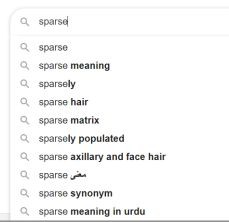 sparse
sparse
sparse meaning
sparsely
sparse hair
sparse matrix
sparsely populated
sparse axillary and face hair
sparse معنى
sparse synonym
sparse meaning in urdu